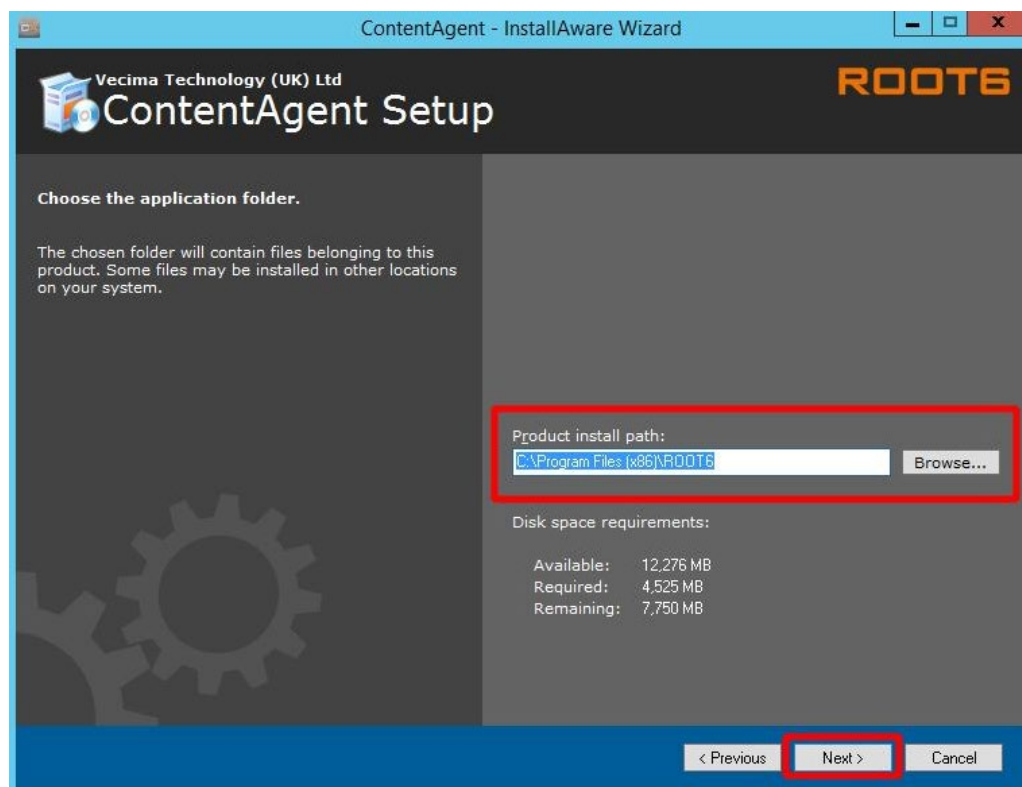 ContentAgent - InstallAware Wizard
Vecima Technology (UK) Ltd
ContentAgent Setup
ROOT6
Choose the application folder.
The chosen folder will contain files belonging to this
product. Some files may be installed in other locations
on your system.
Product install path:
C:\Program Files (x86)\ROOT6
Browse...
Disk space requirements:
Available: 12,276 MB
Required: 4,525 MB
Remaining: 7,750 MB
< Previous Next > Cancel